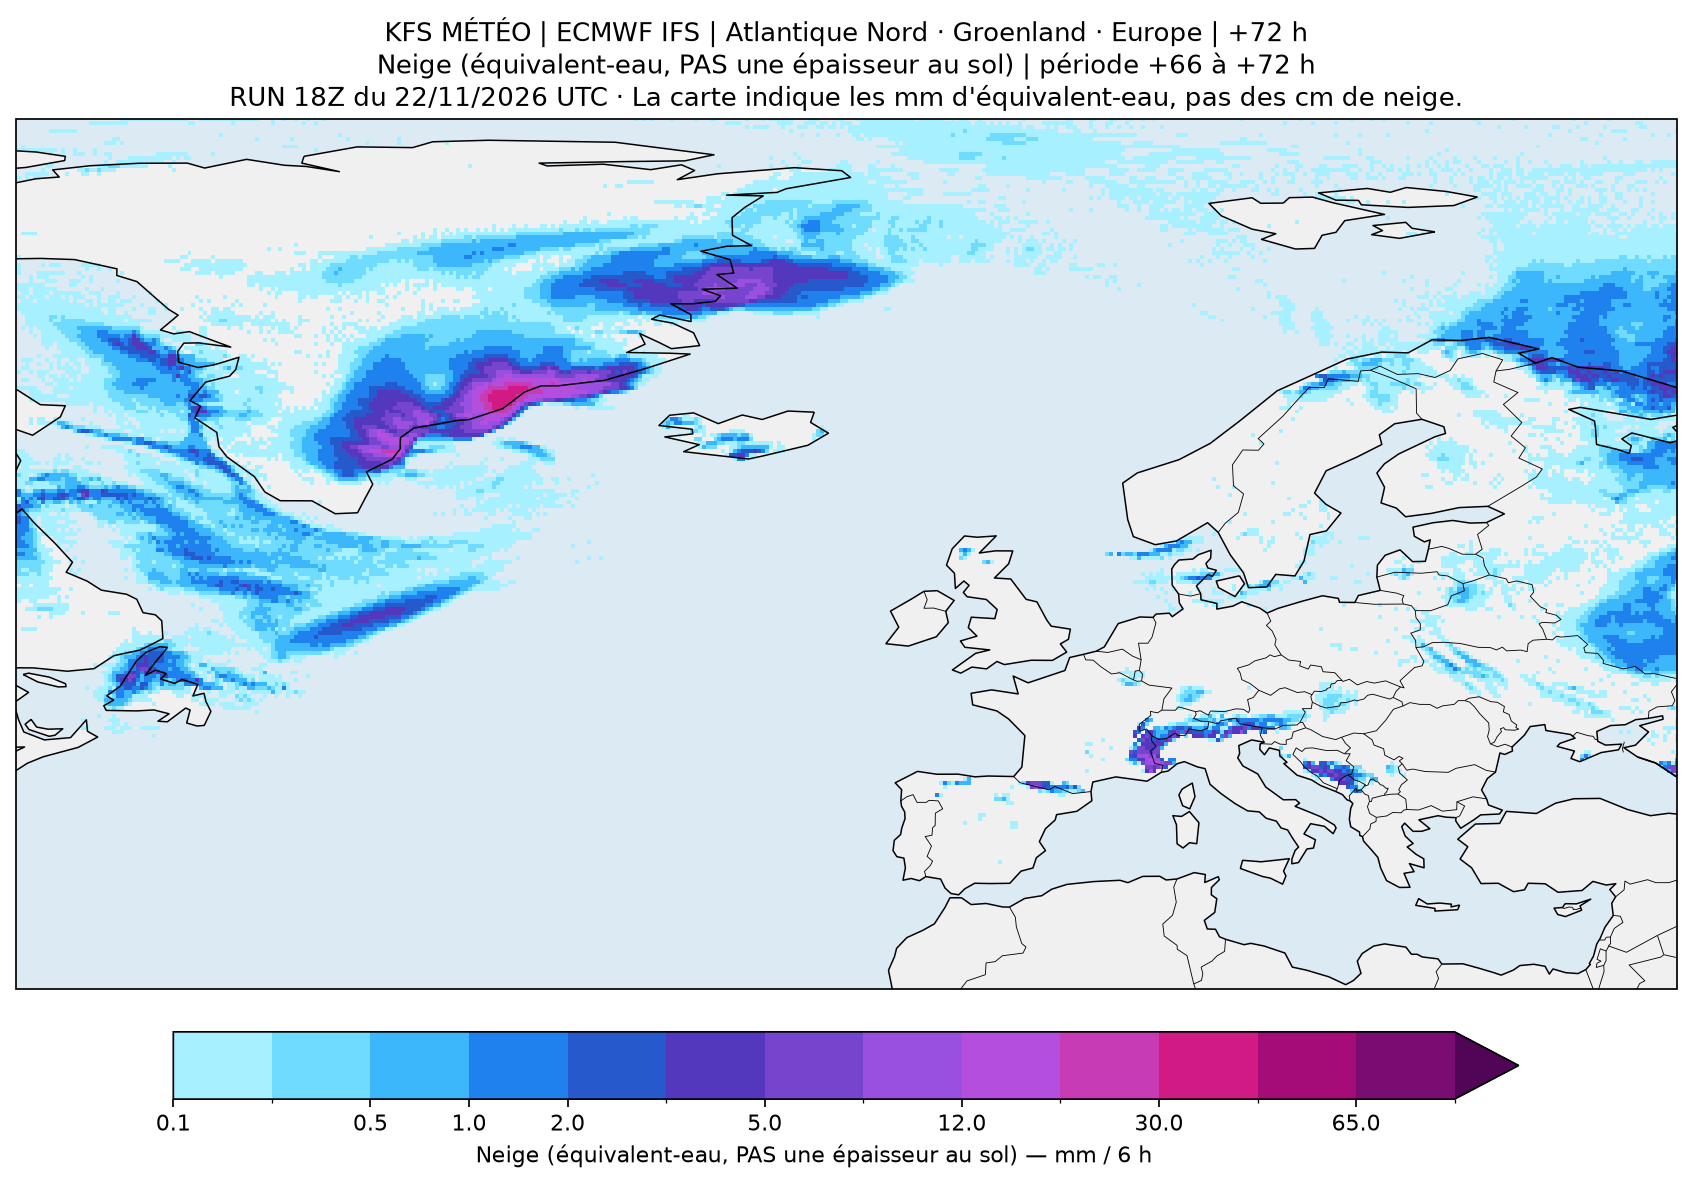 KFS MÉTÉO | ECMWF IFS | Atlantique Nord · Groenland · Europe | +72 h
Neige (équivalent-eau, PAS une épaisseur au sol) | période +66 à +72 h
RUN 18Z du 22/11/2026 UTC · La carte indique les mm d'équivalent-eau, pas des cm de neige.
0.1 0.5 1.0 2.0 5.0 12.0 30.0 65.0
Neige (équivalent-eau, PAS une épaisseur au sol) — mm / 6 h